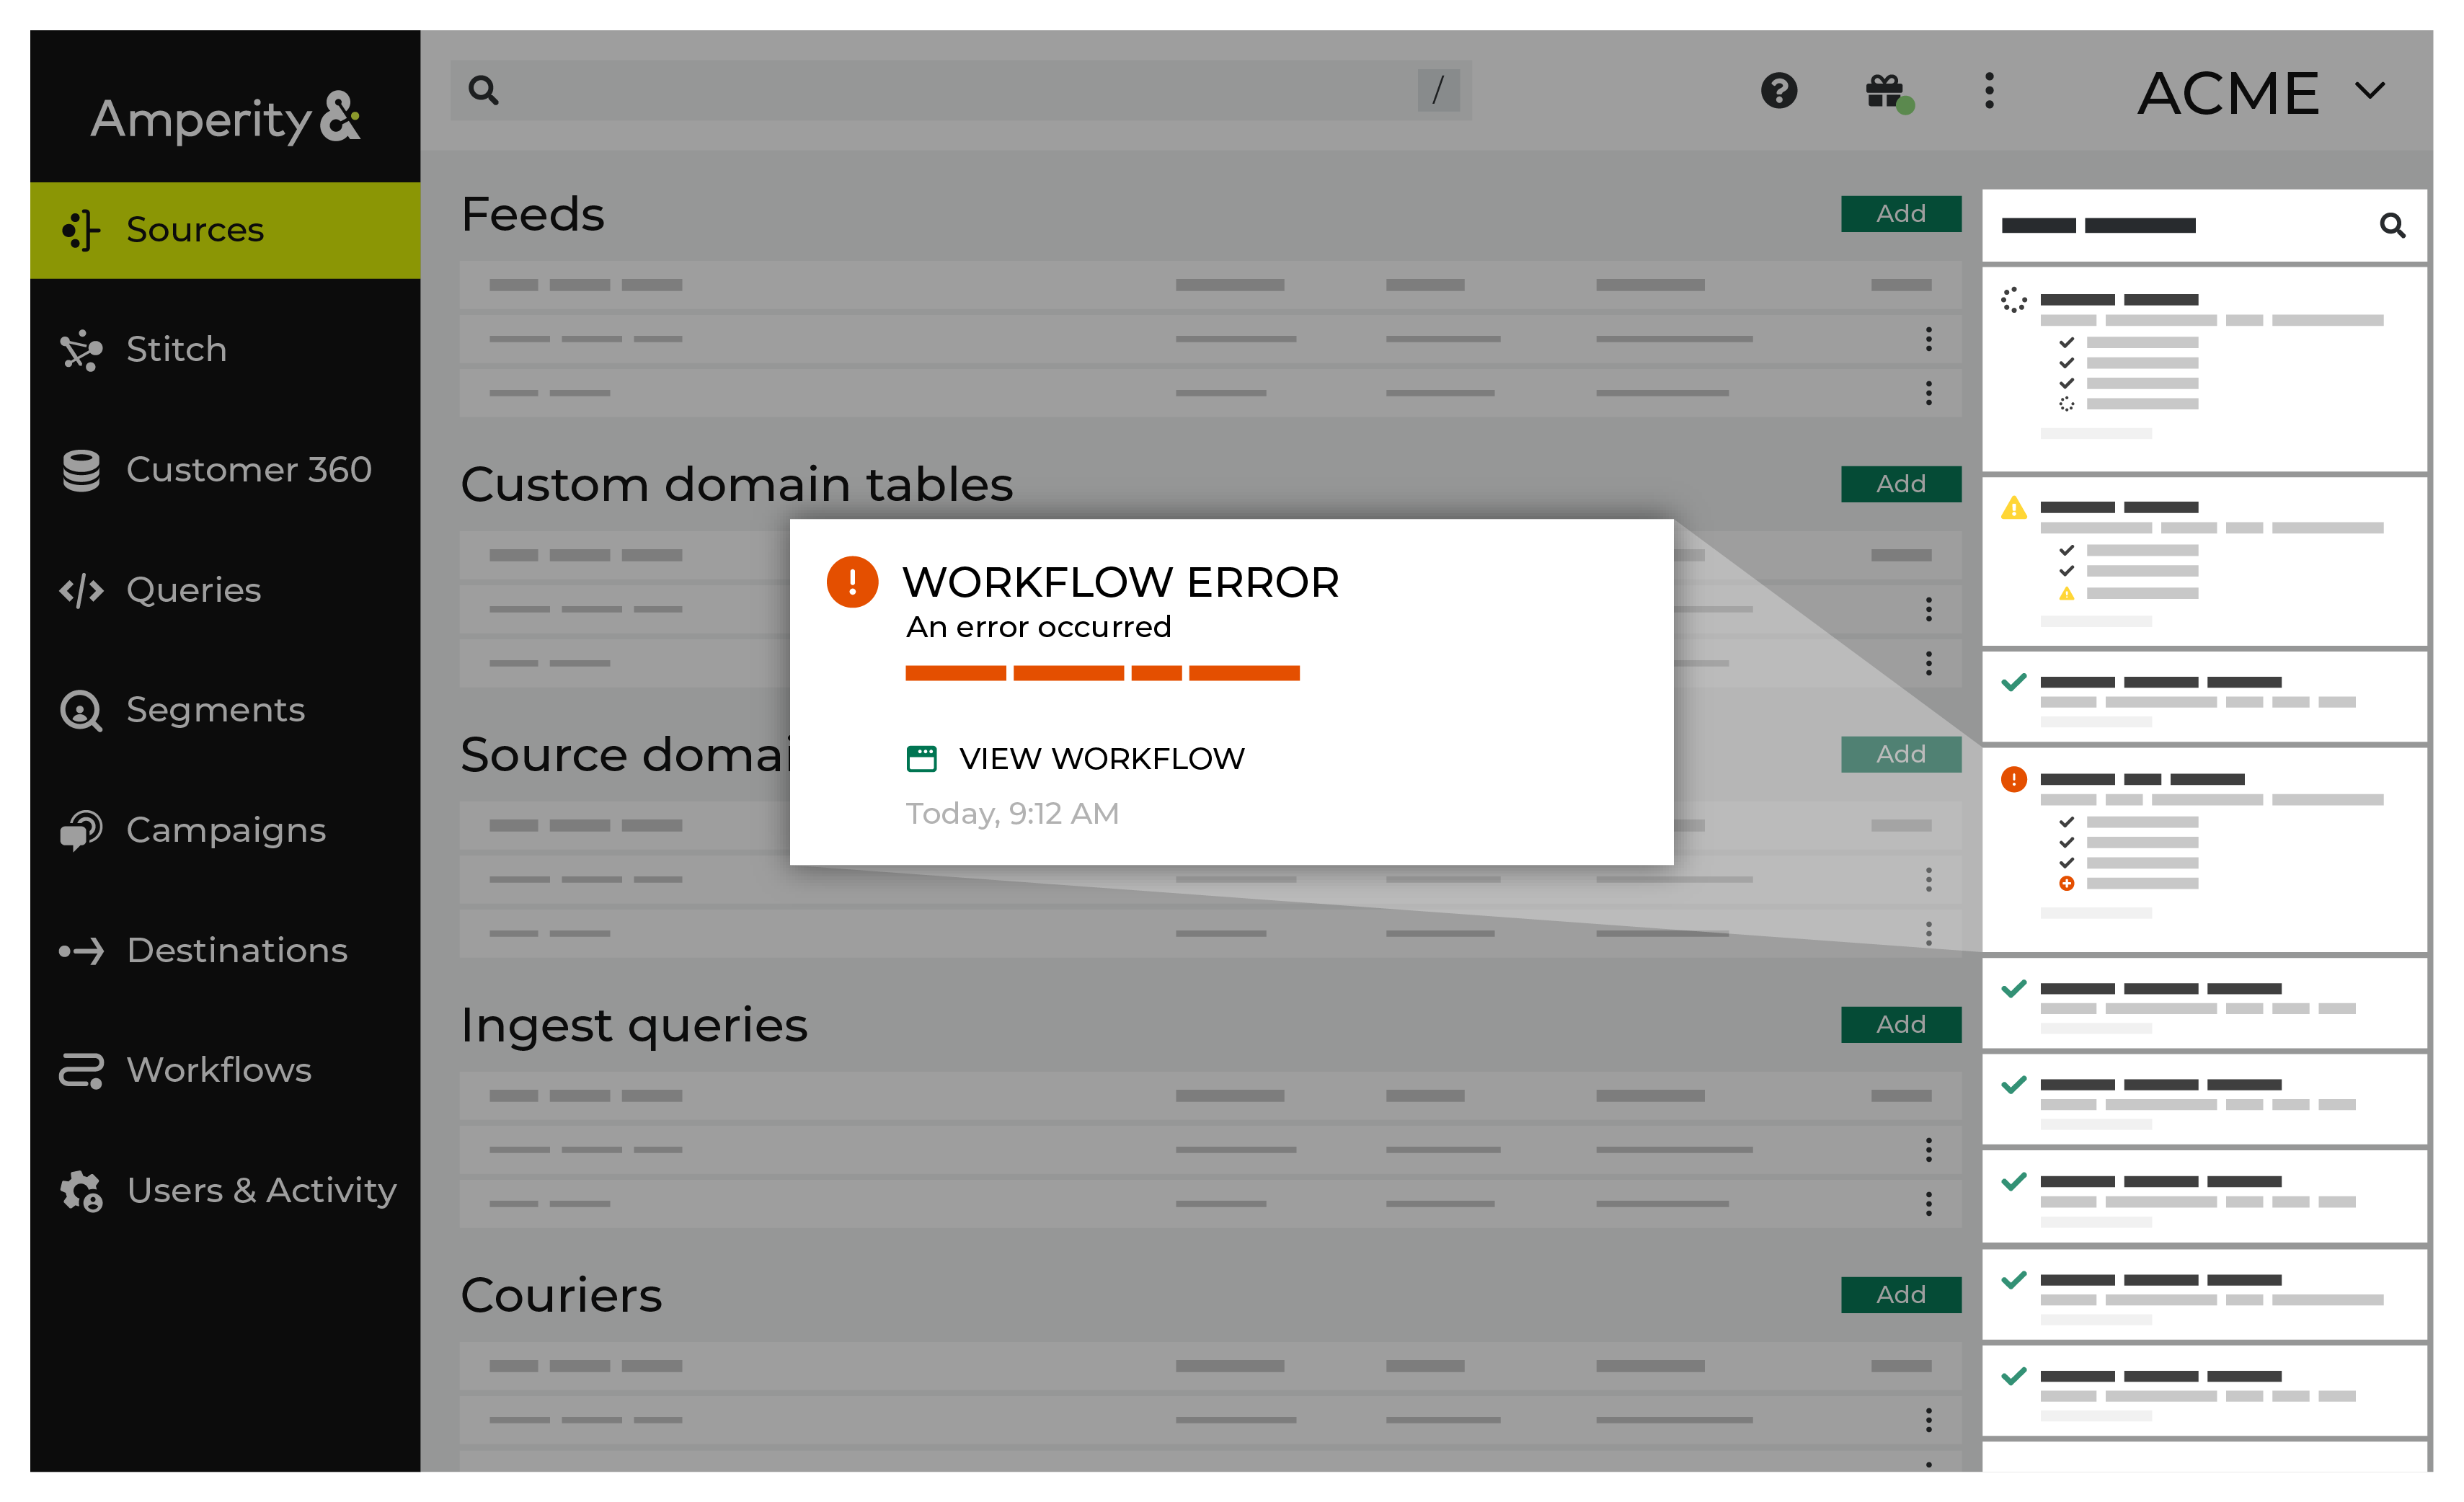 Amperity&
/
ACME
Sources
Stitch
Customer 360
Queries
Segments
Campaigns
Destinations
Workflows
Users & Activity
Feeds
Add
Custom domain tables
Add
Source domai
Add
WORKFLOW ERROR
An error occurred
VIEW WORKFLOW
Today, 9:12 AM
Ingest queries
Add
Couriers
Add